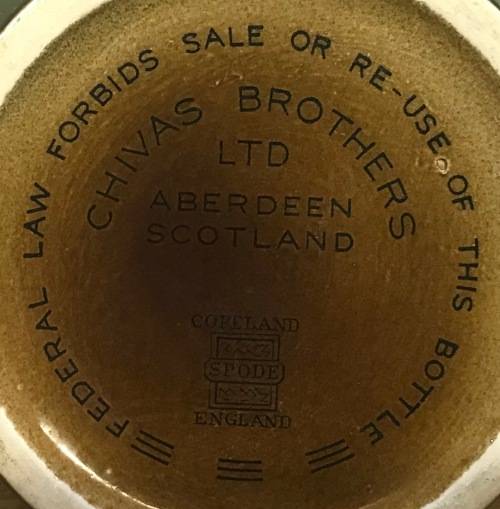 FEDERAL LAW FORBIDS SALE OR RE-USE OF THIS BOTTLE
CHIVAS BROTHERS
LTD
ABERDEEN
SCOTLAND
COPELAND
SPODE
ENGLAND